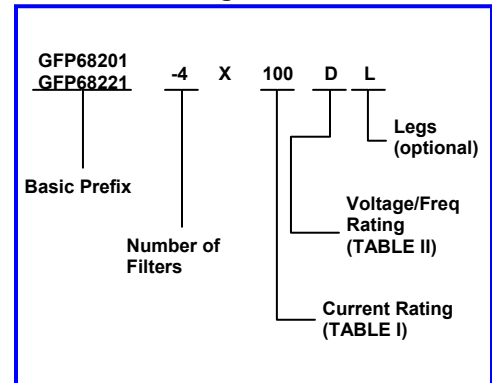 GFP68201
GFP68221 -4 X 100 D L
Legs
(optional)
Basic Prefix
Voltage/Freq
Rating
(TABLE II)
Number of
Filters
Current Rating
(TABLE I)